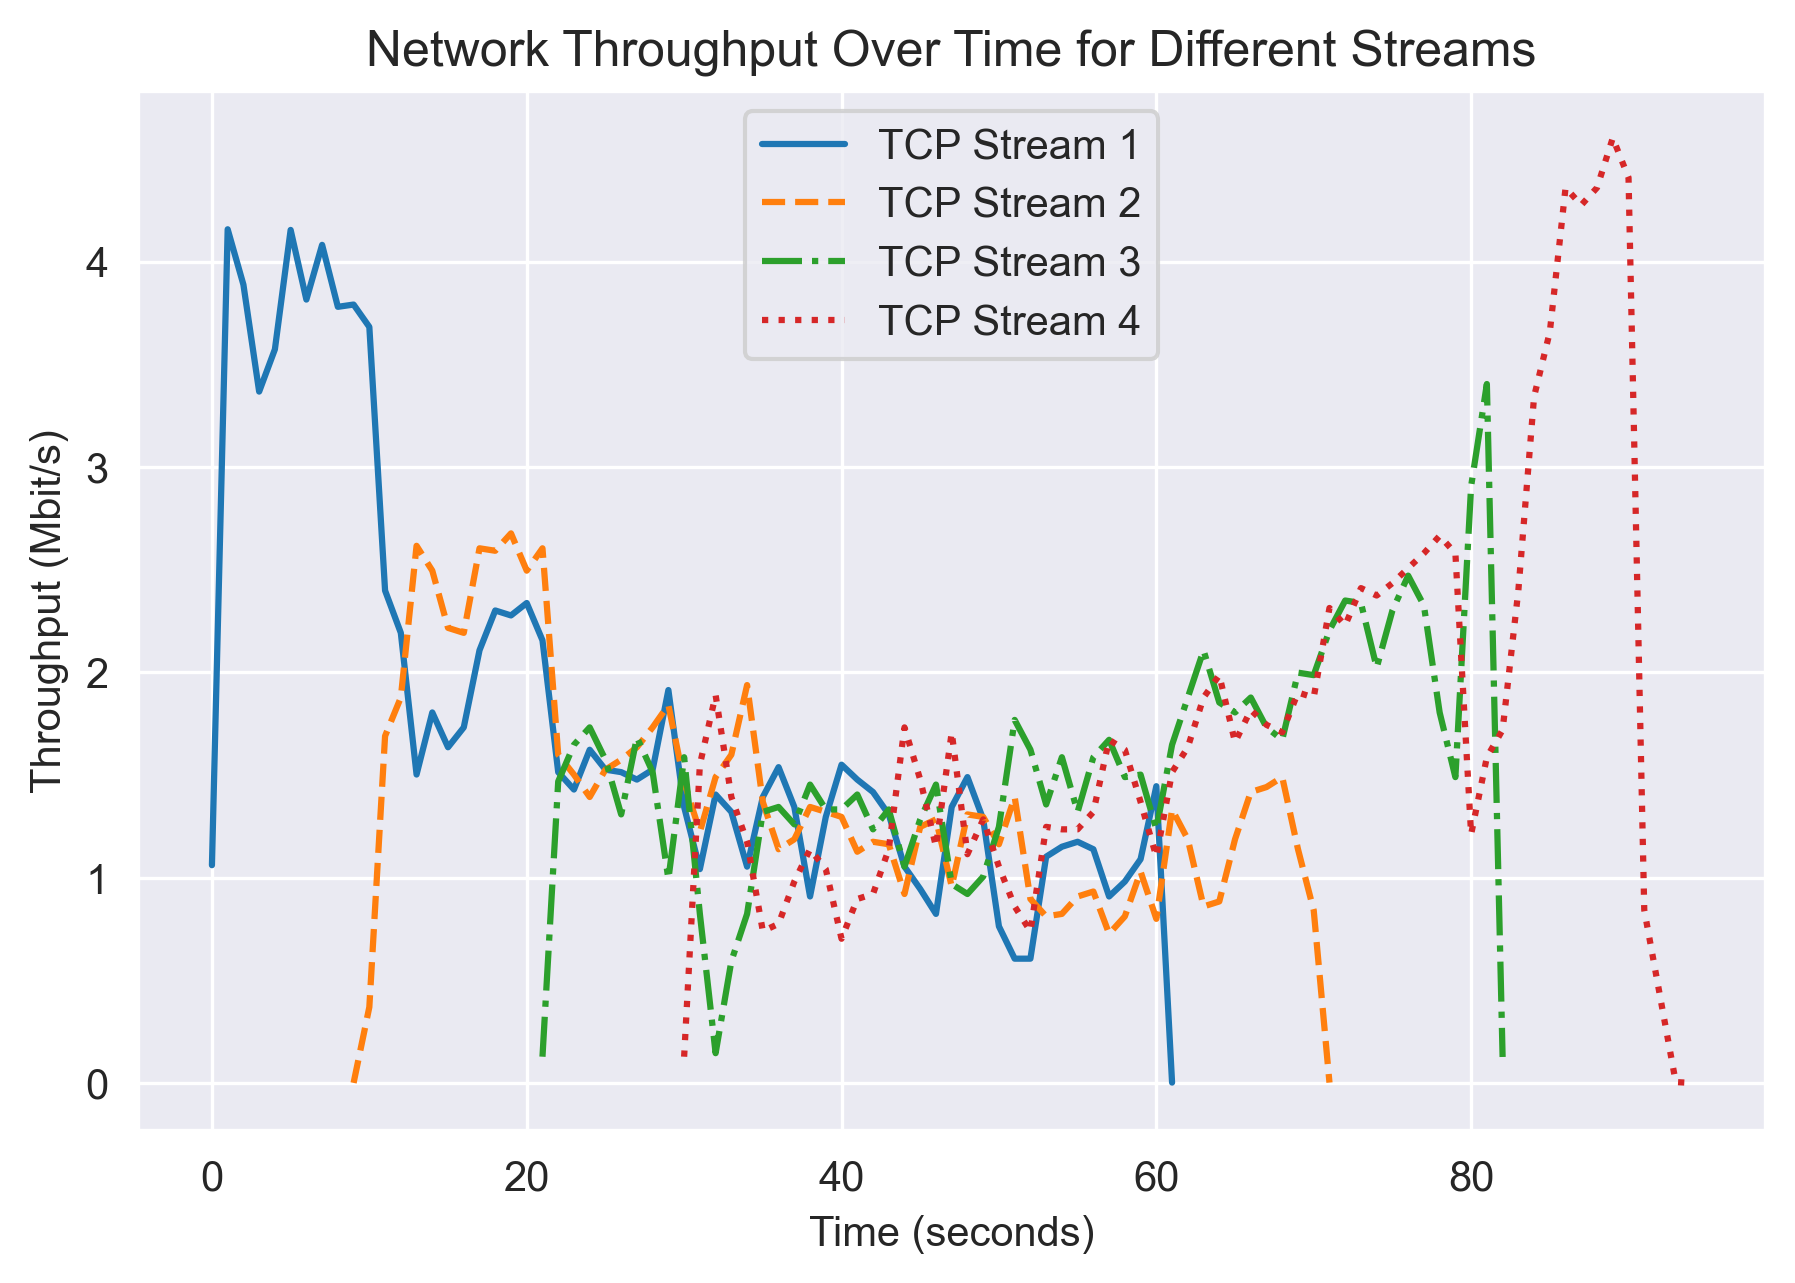 Network Throughput Over Time for Different Streams
TCP Stream 1
TCP Stream 2
TCP Stream 3
TCP Stream 4
Throughput (Mbit/s)
4
3
2
1
0
0 20 40 60 80
Time (seconds)